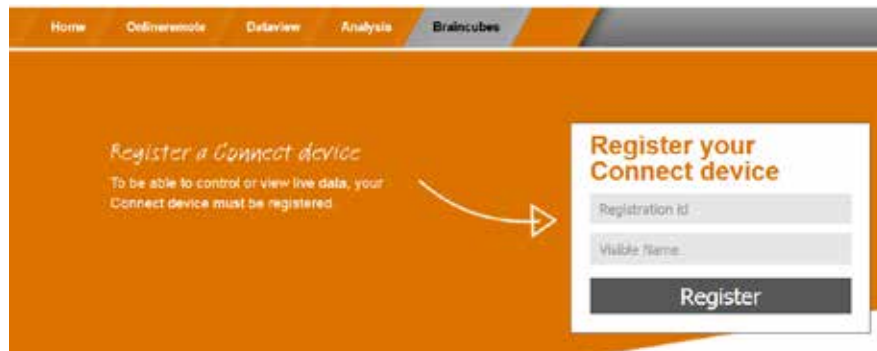 Home Onlineremote Dataview Analysis Braincubes
Register a Connect device
To be able to control or view live data, your
Connect device must be registered.
Register your
Connect device
Registration Id
Visible Name
Register